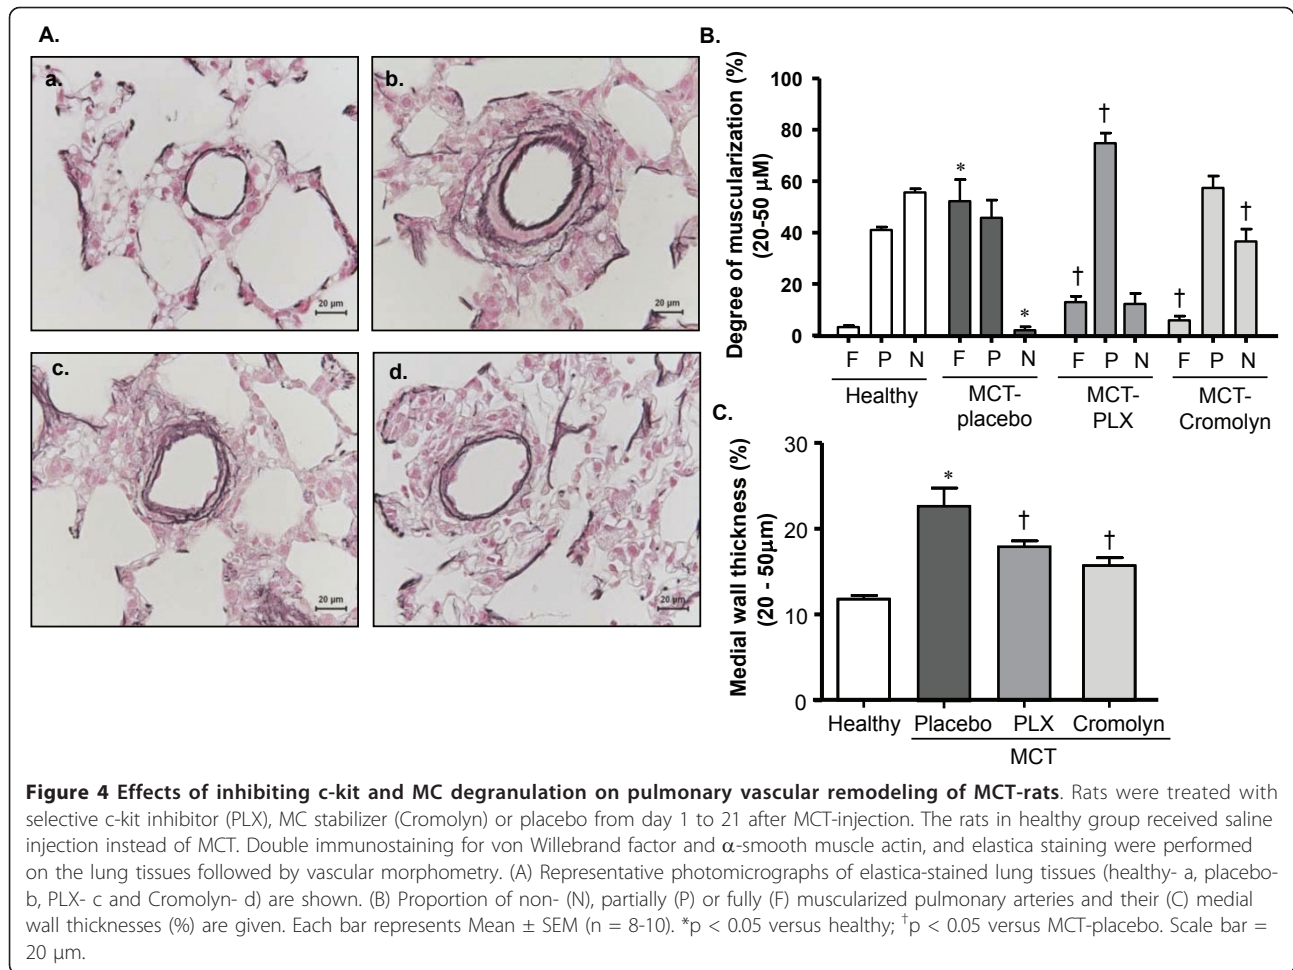 A.
a.
20 µm
b.
20 µm
c.
20 µm
d.
20 µm
B.
Degree of muscularization (%)
(20-50 µM)
100
80
60
40
20
0
*
*
†
†
†
†
F P N F P N F P N F P N
Healthy
MCT-
placebo
MCT-
PLX
MCT-
Cromolyn
C.
Medial wall thickness (%)
(20 - 50µm)
30
20
10
0
*
†
†
Healthy Placebo PLX Cromolyn
MCT
Figure 4 Effects of inhibiting c-kit and MC degranulation on pulmonary vascular remodeling of MCT-rats. Rats were treated with
selective c-kit inhibitor (PLX), MC stabilizer (Cromolyn) or placebo from day 1 to 21 after MCT-injection. The rats in healthy group received saline
injection instead of MCT. Double immunostaining for von Willebrand factor and α-smooth muscle actin, and elastica staining were performed
on the lung tissues followed by vascular morphometry. (A) Representative photomicrographs of elastica-stained lung tissues (healthy- a, placebo-
b, PLX- c and Cromolyn- d) are shown. (B) Proportion of non- (N), partially (P) or fully (F) muscularized pulmonary arteries and their (C) medial
wall thicknesses (%) are given. Each bar represents Mean ± SEM (n = 8-10). *p < 0.05 versus healthy; †p < 0.05 versus MCT-placebo. Scale bar =
20 µm.